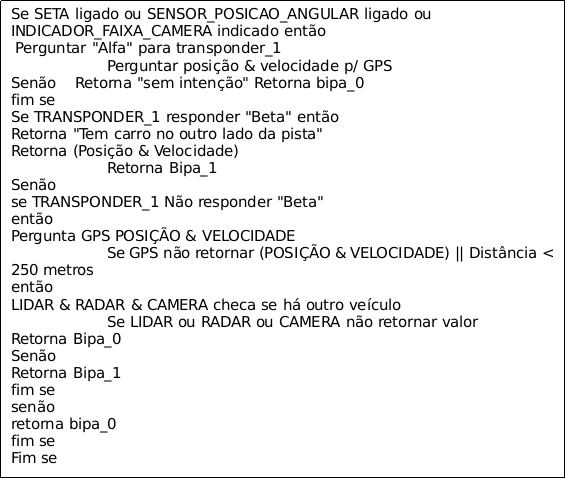 Se SETA ligado ou SENSOR_POSICAO_ANGULAR ligado ou
INDICADOR_FAIXA_CAMERA indicado então
Perguntar "Alfa" para transponder_1
Perguntar posição & velocidade p/ GPS
Senão Retorna "sem intenção" Retorna bipa_0
fim se
Se TRANSPONDER_1 responder "Beta" então
Retorna "Tem carro no outro lado da pista"
Retorna (Posição & Velocidade)
Retorna Bipa_1
Senão
se TRANSPONDER_1 Não responder "Beta"
então
Pergunta GPS POSIÇÃO & VELOCIDADE
Se GPS não retornar (POSIÇÃO & VELOCIDADE) || Distância <
250 metros
então
LIDAR & RADAR & CAMERA checa se há outro veículo
Se LIDAR ou RADAR ou CAMERA não retornar valor
Retorna Bipa_0
Senão
Retorna Bipa_1
fim se
senão
retorna bipa_0
fim se
Fim se